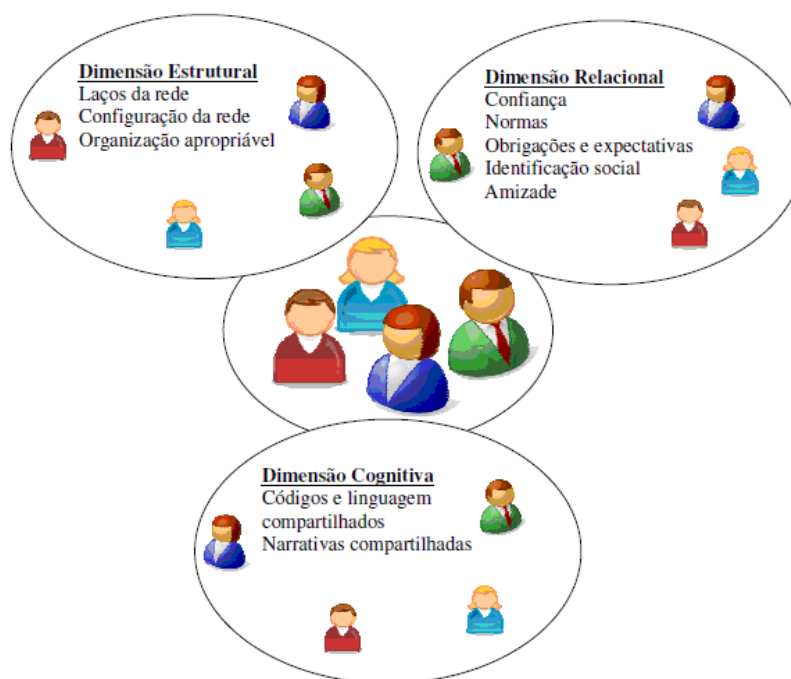 Dimensão Estrutural
Laços da rede
Configuração da rede
Organização apropriável
Dimensão Relacional
Confiança
Normas
Obrigações e expectativas
Identificação social
Amizade
Dimensão Cognitiva
Códigos e linguagem
compartilhados
Narrativas compartilhadas